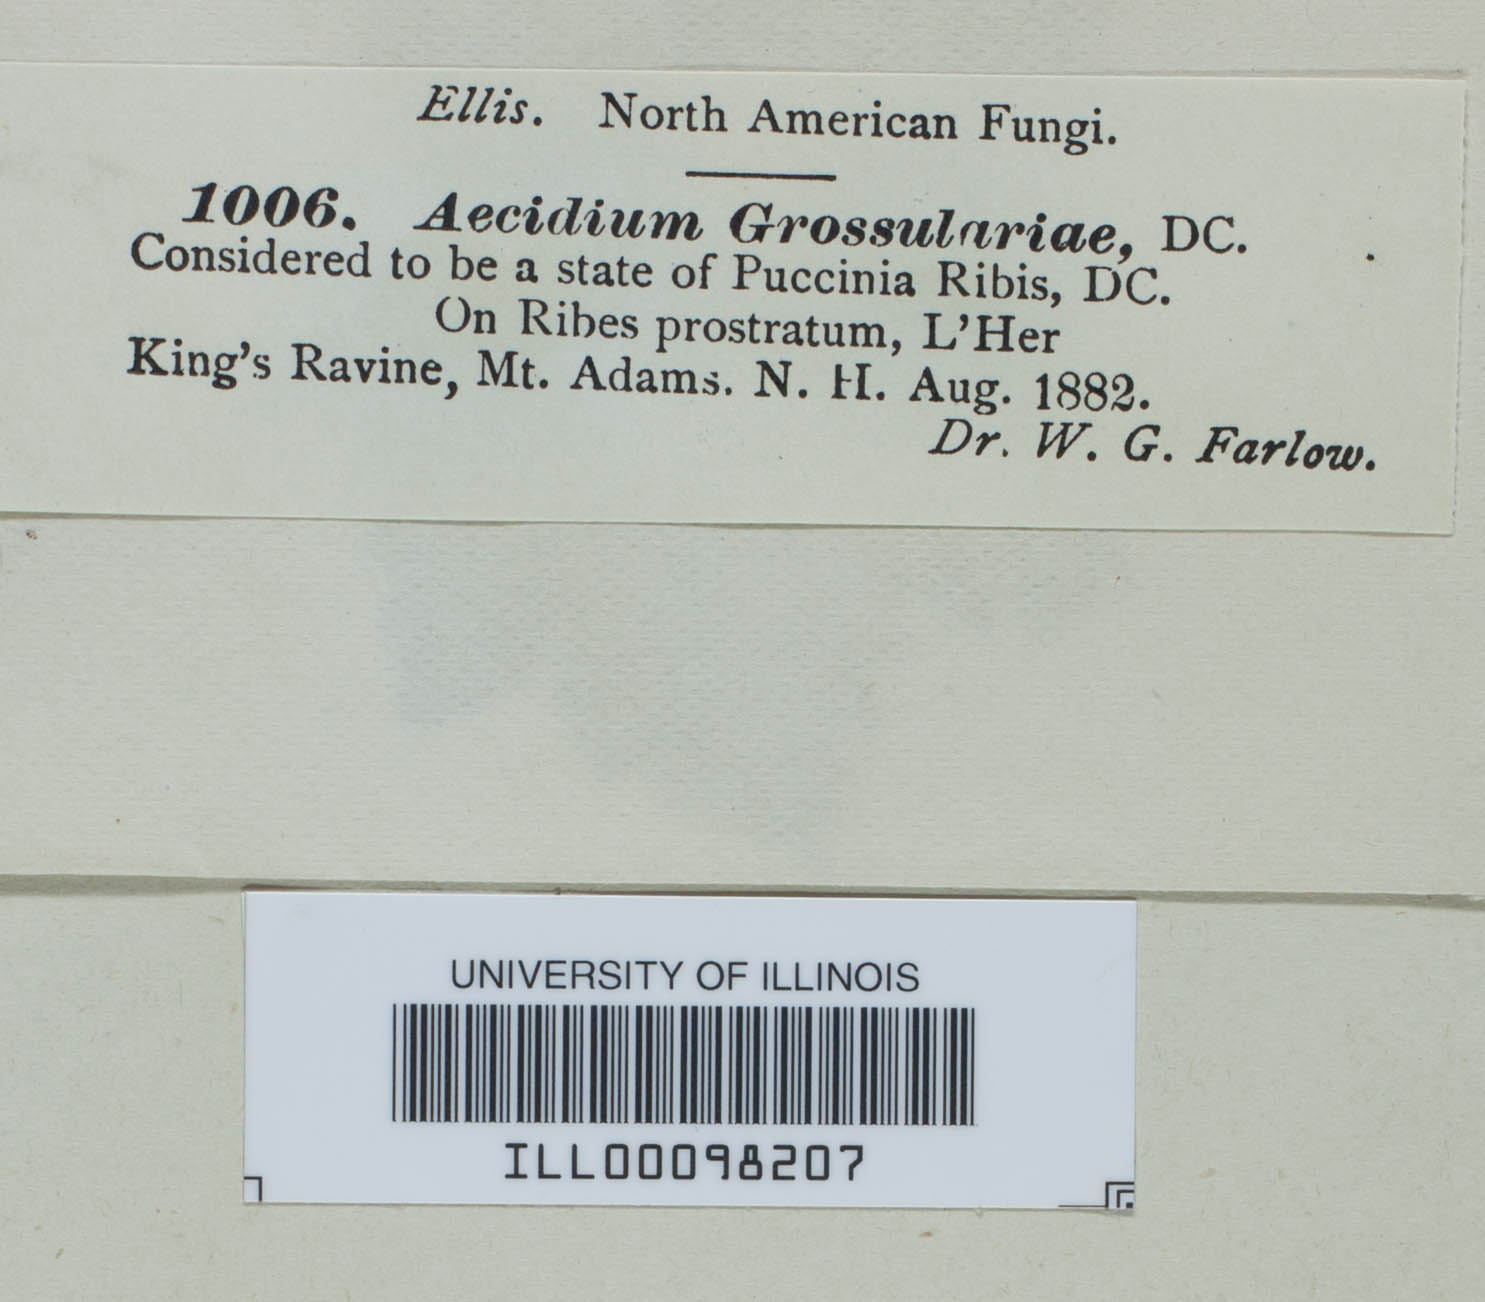 Ellis. North American Fungi.
1006. Aecidium Grossulariae, DC.
Considered to be a state of Puccinia Ribis, DC.
On Ribes prostratum, L'Her
King's Ravine, Mt. Adams. N. H. Aug. 1882.
Dr. W. G. Farlow.
UNIVERSITY OF ILLINOIS
ILL00098207